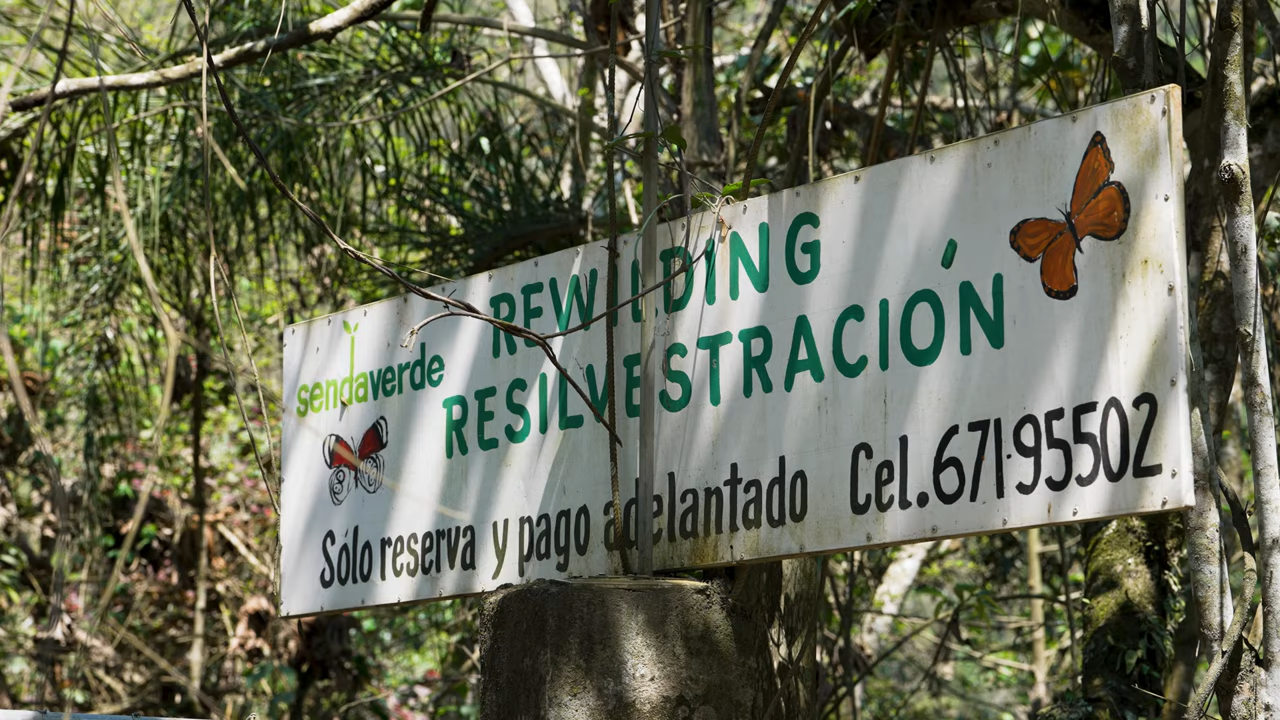 REWILDING
sendaverde
RESILVESTRACIÓN
Sólo reserva y pago adelantado Cel.671-95502